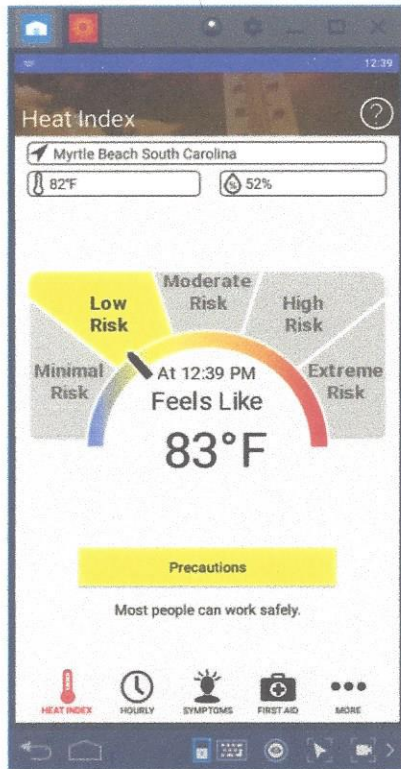 12:39
Heat Index
?
Myrtle Beach South Carolina
82°F
% 52%
Moderate
Risk
Low
Risk
High
Risk
Minimal
Risk
Extreme
Risk
At 12:39 PM
Feels Like
83°F
Precautions
Most people can work safely.
HEAT INDEX
HOURLY
SYMPTOMS
FIRST AID
MORE